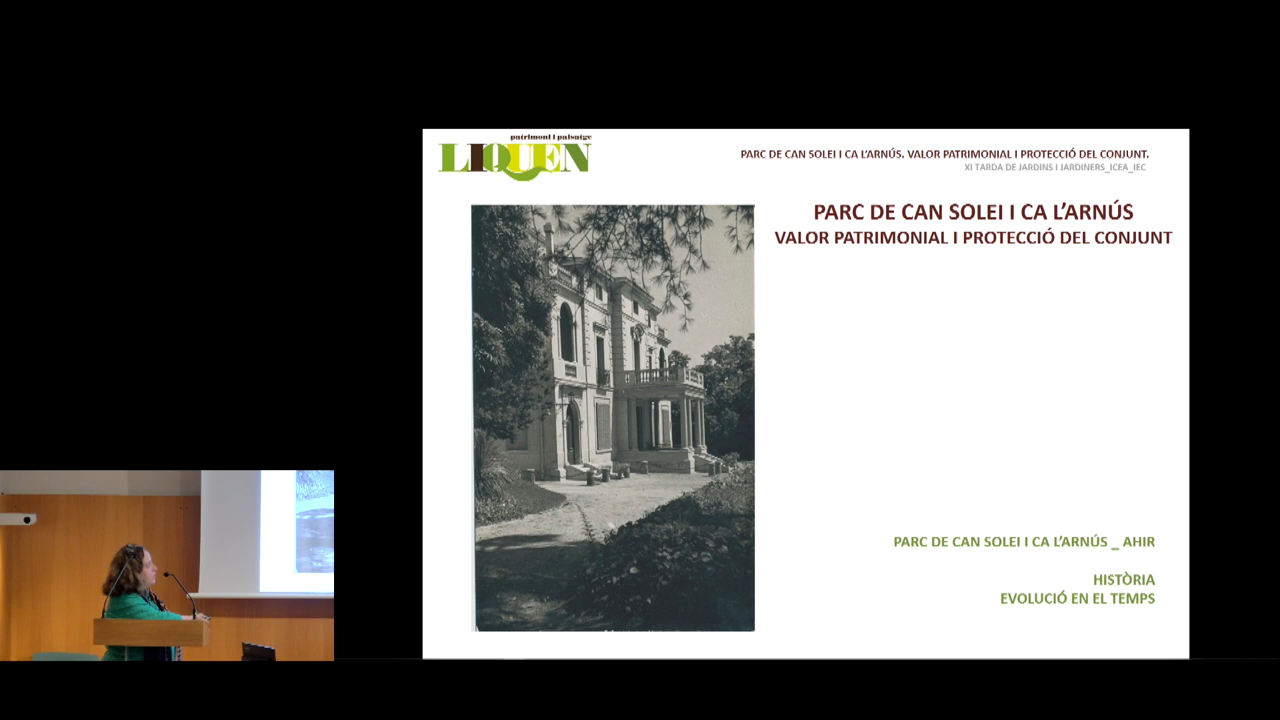 patrimoni i paisatge
LIQUEN
PARC DE CAN SOLEI I CA L'ARNÚS. VALOR PATRIMONIAL I PROTECCIÓ DEL CONJUNT.
XI TARDA DE JARDINS I JARDINERS_ICEA_IEC
PARC DE CAN SOLEI I CA L'ARNÚS
VALOR PATRIMONIAL I PROTECCIÓ DEL CONJUNT
PARC DE CAN SOLEI I CA L'ARNÚS _ AHIR
HISTÒRIA
EVOLUCIÓ EN EL TEMPS